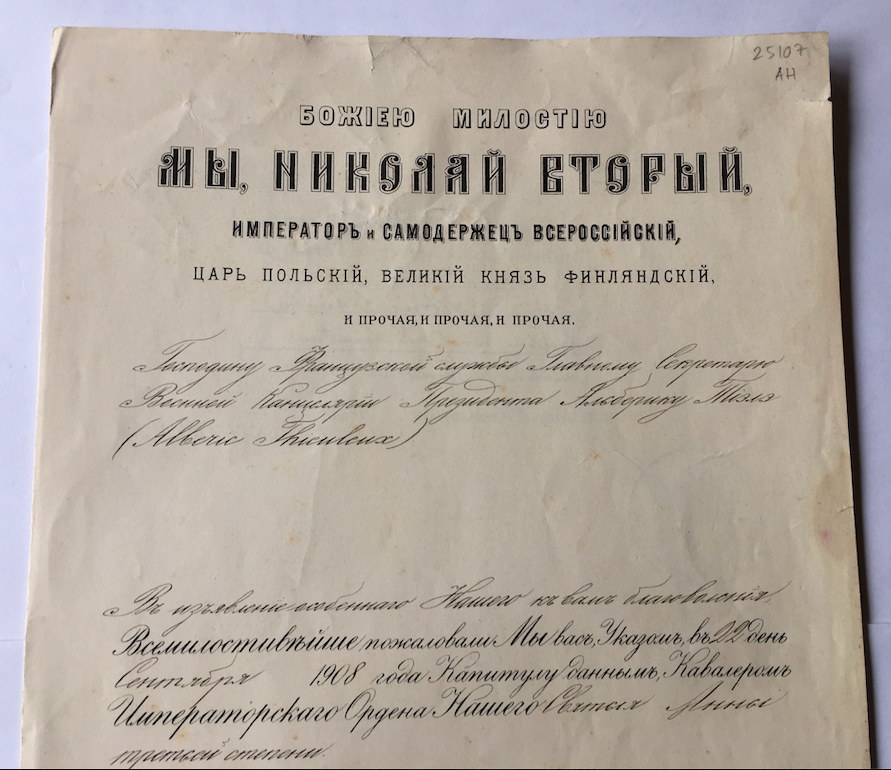 25107
АН
БОЖІЕЮ МИЛОСТІЮ
МЫ, НИКОЛАЙ ВТОРЫЙ,
ИМПЕРАТОРЪ и САМОДЕРЖЕЦЪ ВСЕРОССІЙСКІЙ,
ЦАРЬ ПОЛЬСКІЙ, ВЕЛИКІЙ КНЯЗЬ ФИНЛЯНДСКІЙ,
И ПРОЧАЯ, И ПРОЧАЯ, И ПРОЧАЯ.
Господину Французской службы Главному Секретарю
Военной Канцеляріи Президента Альберику
(Alberic
Въ изъявленіе особеннаго Нашего къ вамъ благоволенія,
Всемилостивѣйше пожаловали Мы васъ, Указомъ, въ 22 день
Сентября 1908 года Капитулу даннымъ, Кавалеромъ
Императорскаго Ордена Нашего Святыя Анны
третьей степени.